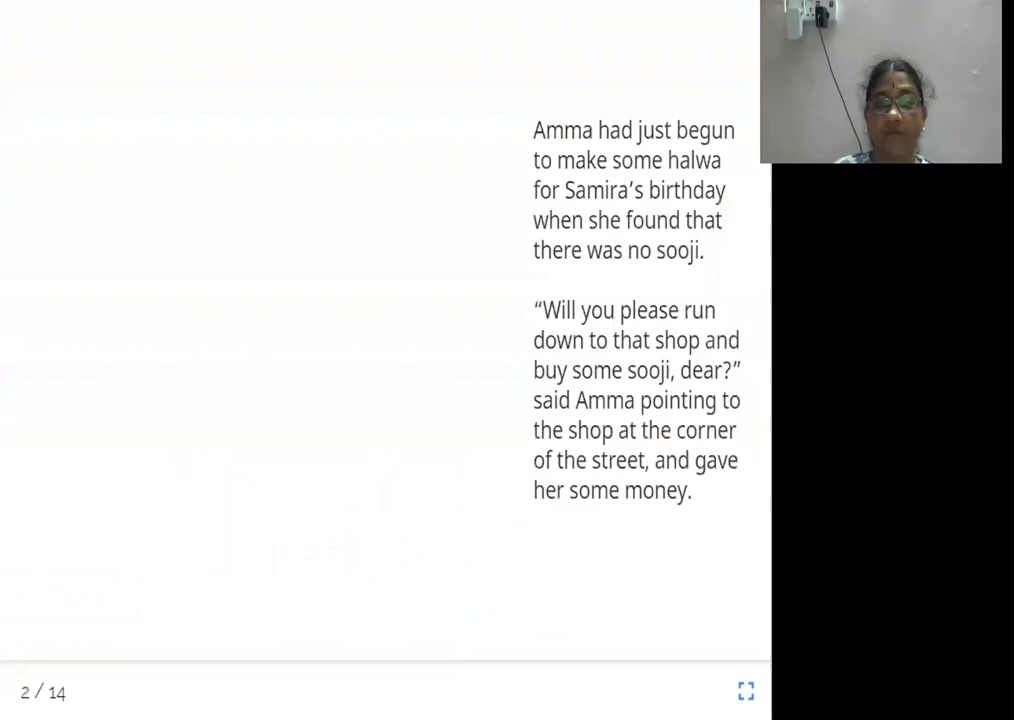 Amma had just begun
to make some halwa
for Samira’s birthday
when she found that
there was no sooji.
“Will you please run
down to that shop and
buy some sooji, dear?”
said Amma pointing to
the shop at the corner
of the street, and gave
her some money.
2 / 14